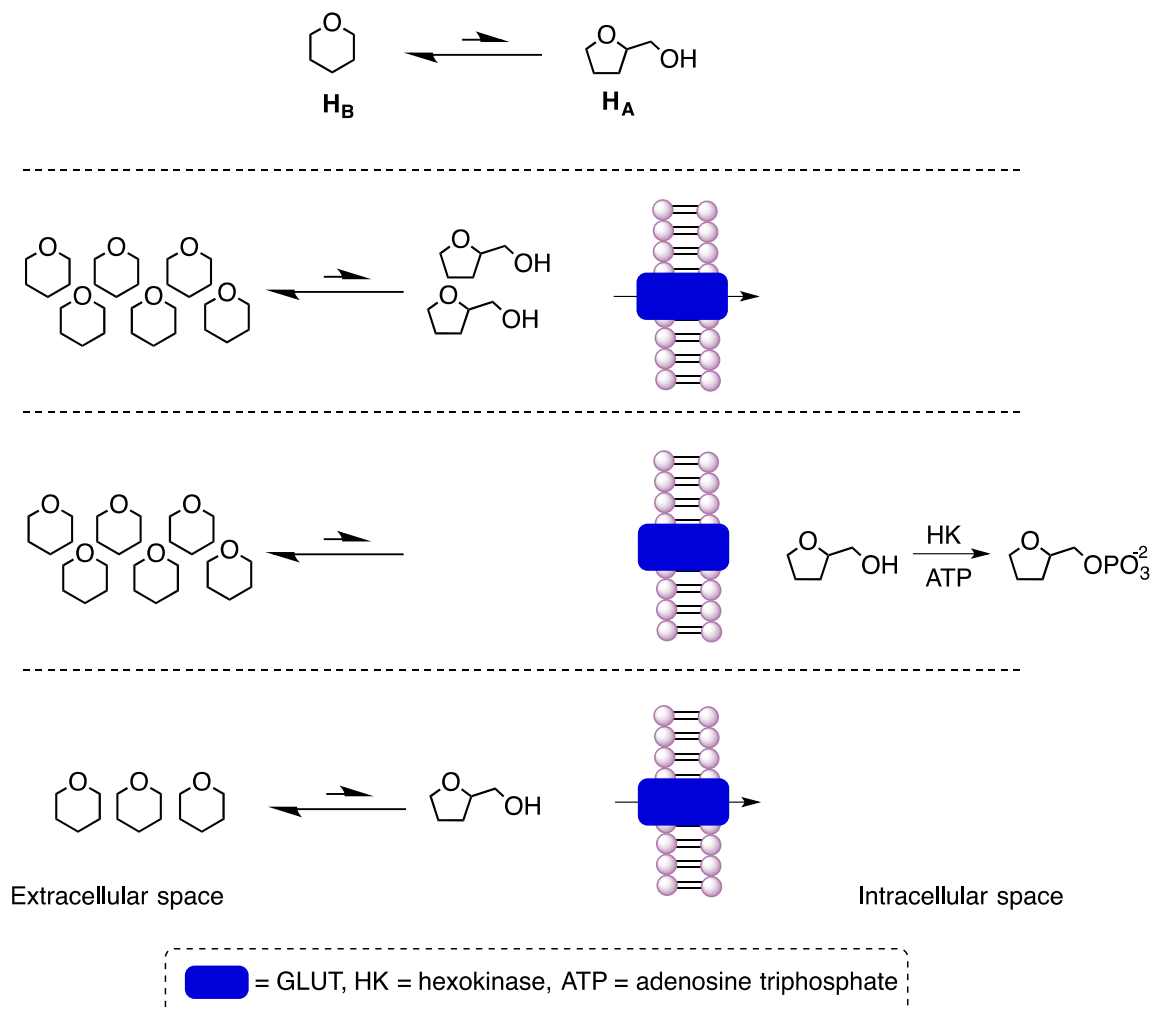 O O OH
H_B H_A
O O O O OH
O O O O OH
O O O HK O O
O O O OH ATP OPO_3^-2
O O O O OH
Extracellular space Intracellular space
= GLUT, HK = hexokinase, ATP = adenosine triphosphate